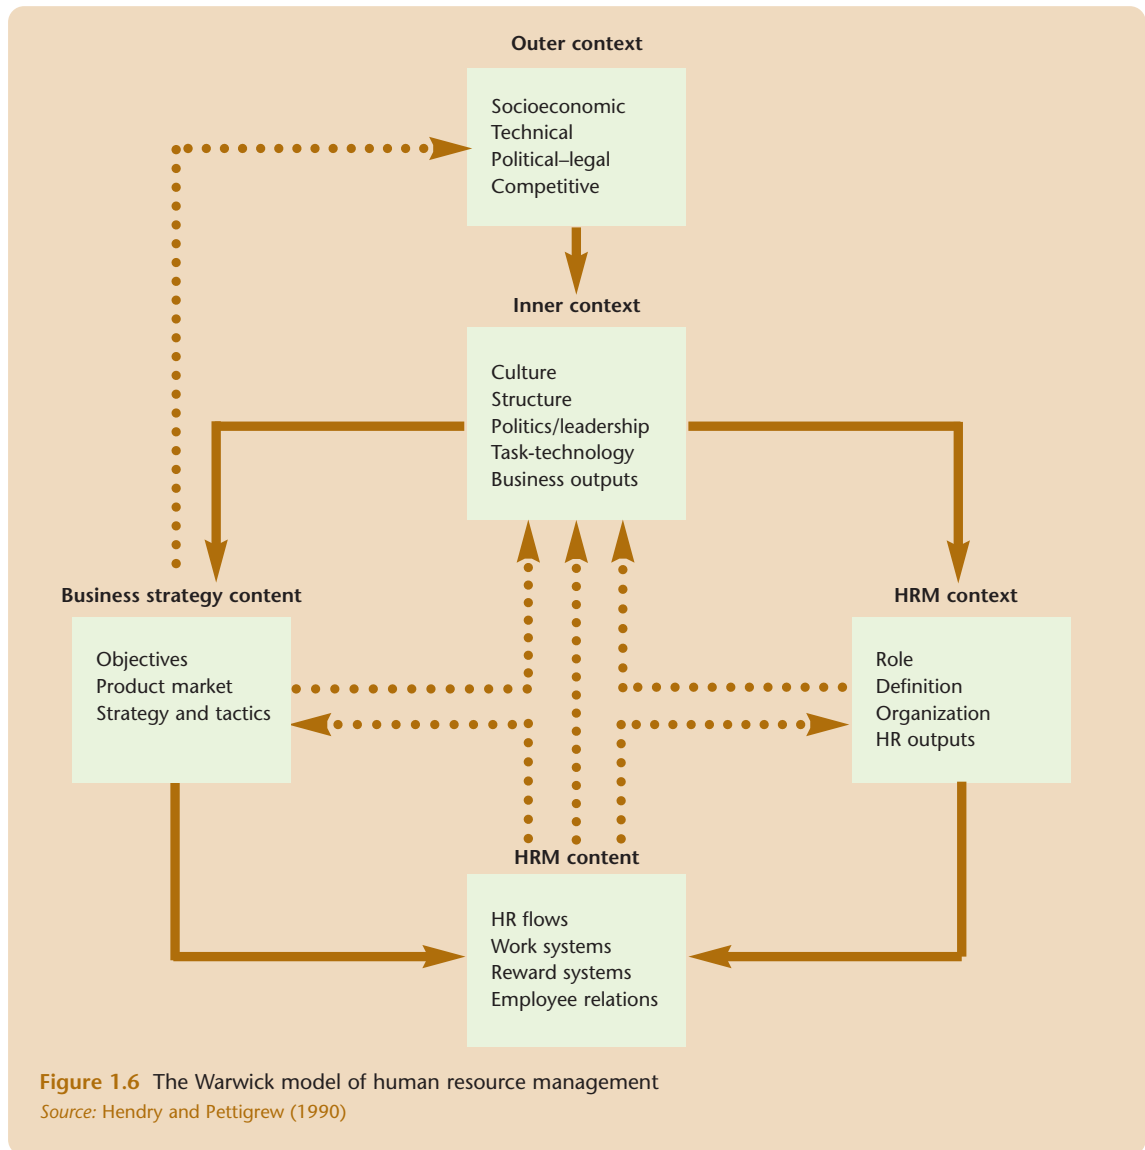 Outer context
Socioeconomic
Technical
Political–legal
Competitive
Inner context
Culture
Structure
Politics/leadership
Task-technology
Business outputs
Business strategy content
Objectives
Product market
Strategy and tactics
HRM context
Role
Definition
Organization
HR outputs
HRM content
HR flows
Work systems
Reward systems
Employee relations
Figure 1.6 The Warwick model of human resource management
Source: Hendry and Pettigrew (1990)